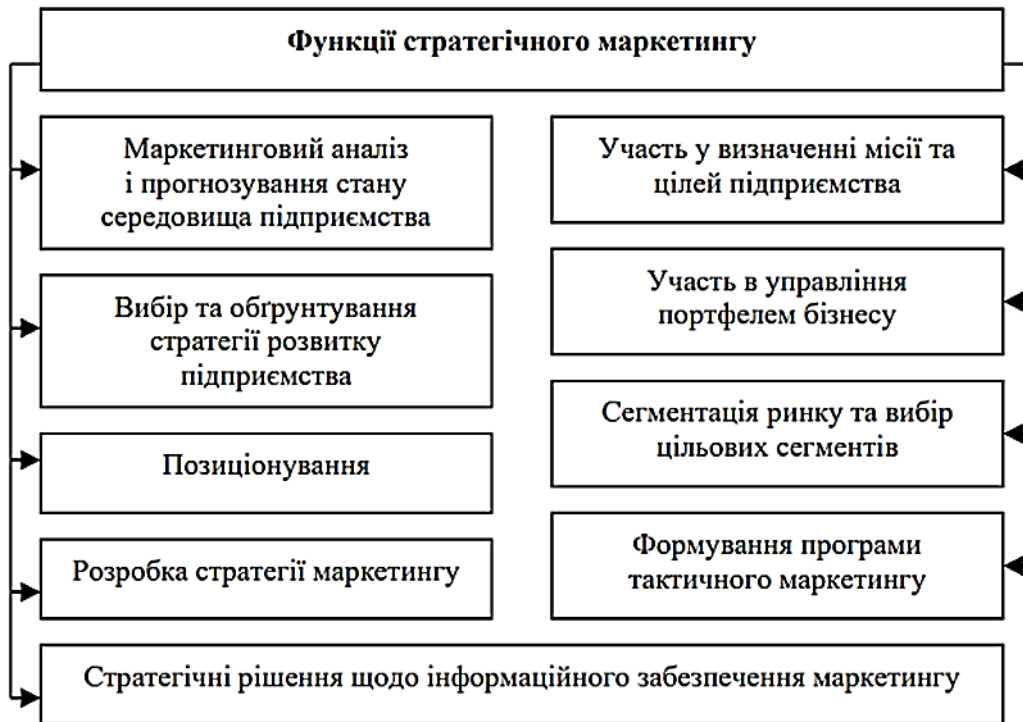 Функції стратегічного маркетингу
Маркетинговий аналіз
і прогнозування стану
середовища підприємства
Участь у визначенні місії та
цілей підприємства
Вибір та обґрунтування
стратегії розвитку
підприємства
Участь в управління
портфелем бізнесу
Позиціонування
Сегментація ринку та вибір
цільових сегментів
Розробка стратегії маркетингу
Формування програми
тактичного маркетингу
Стратегічні рішення щодо інформаційного забезпечення маркетингу